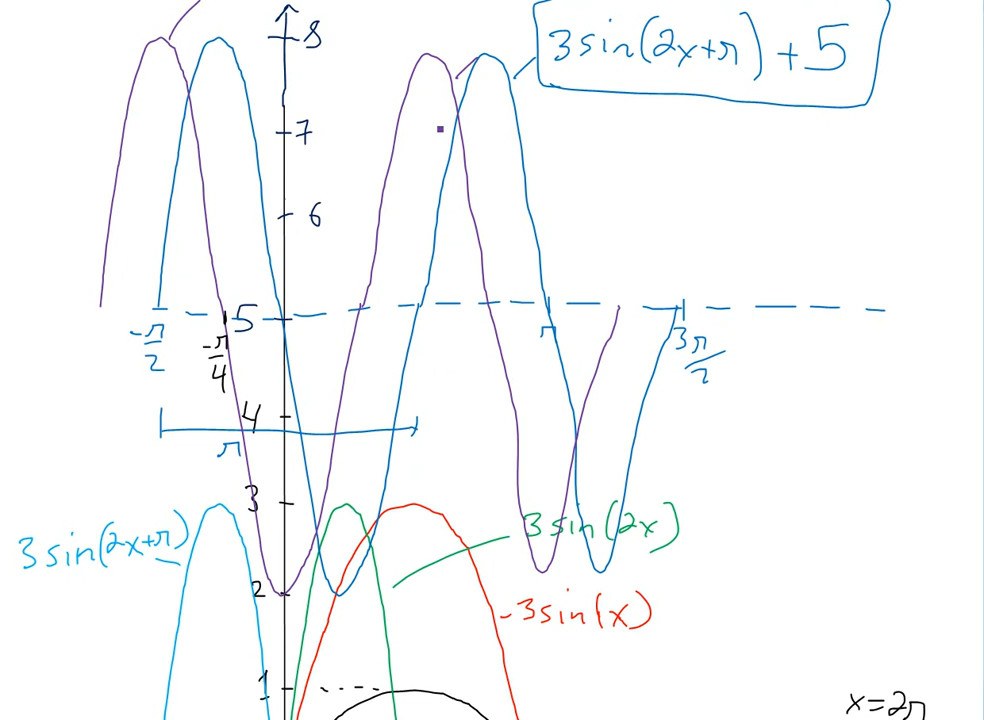 8
3sin(2x+π)+5
7
6
5
-π/2
-π/4
π
3π/2
4
π
3
3sin(2x+π)
3sin(2x)
2
-3sin(x)
1
x=2π